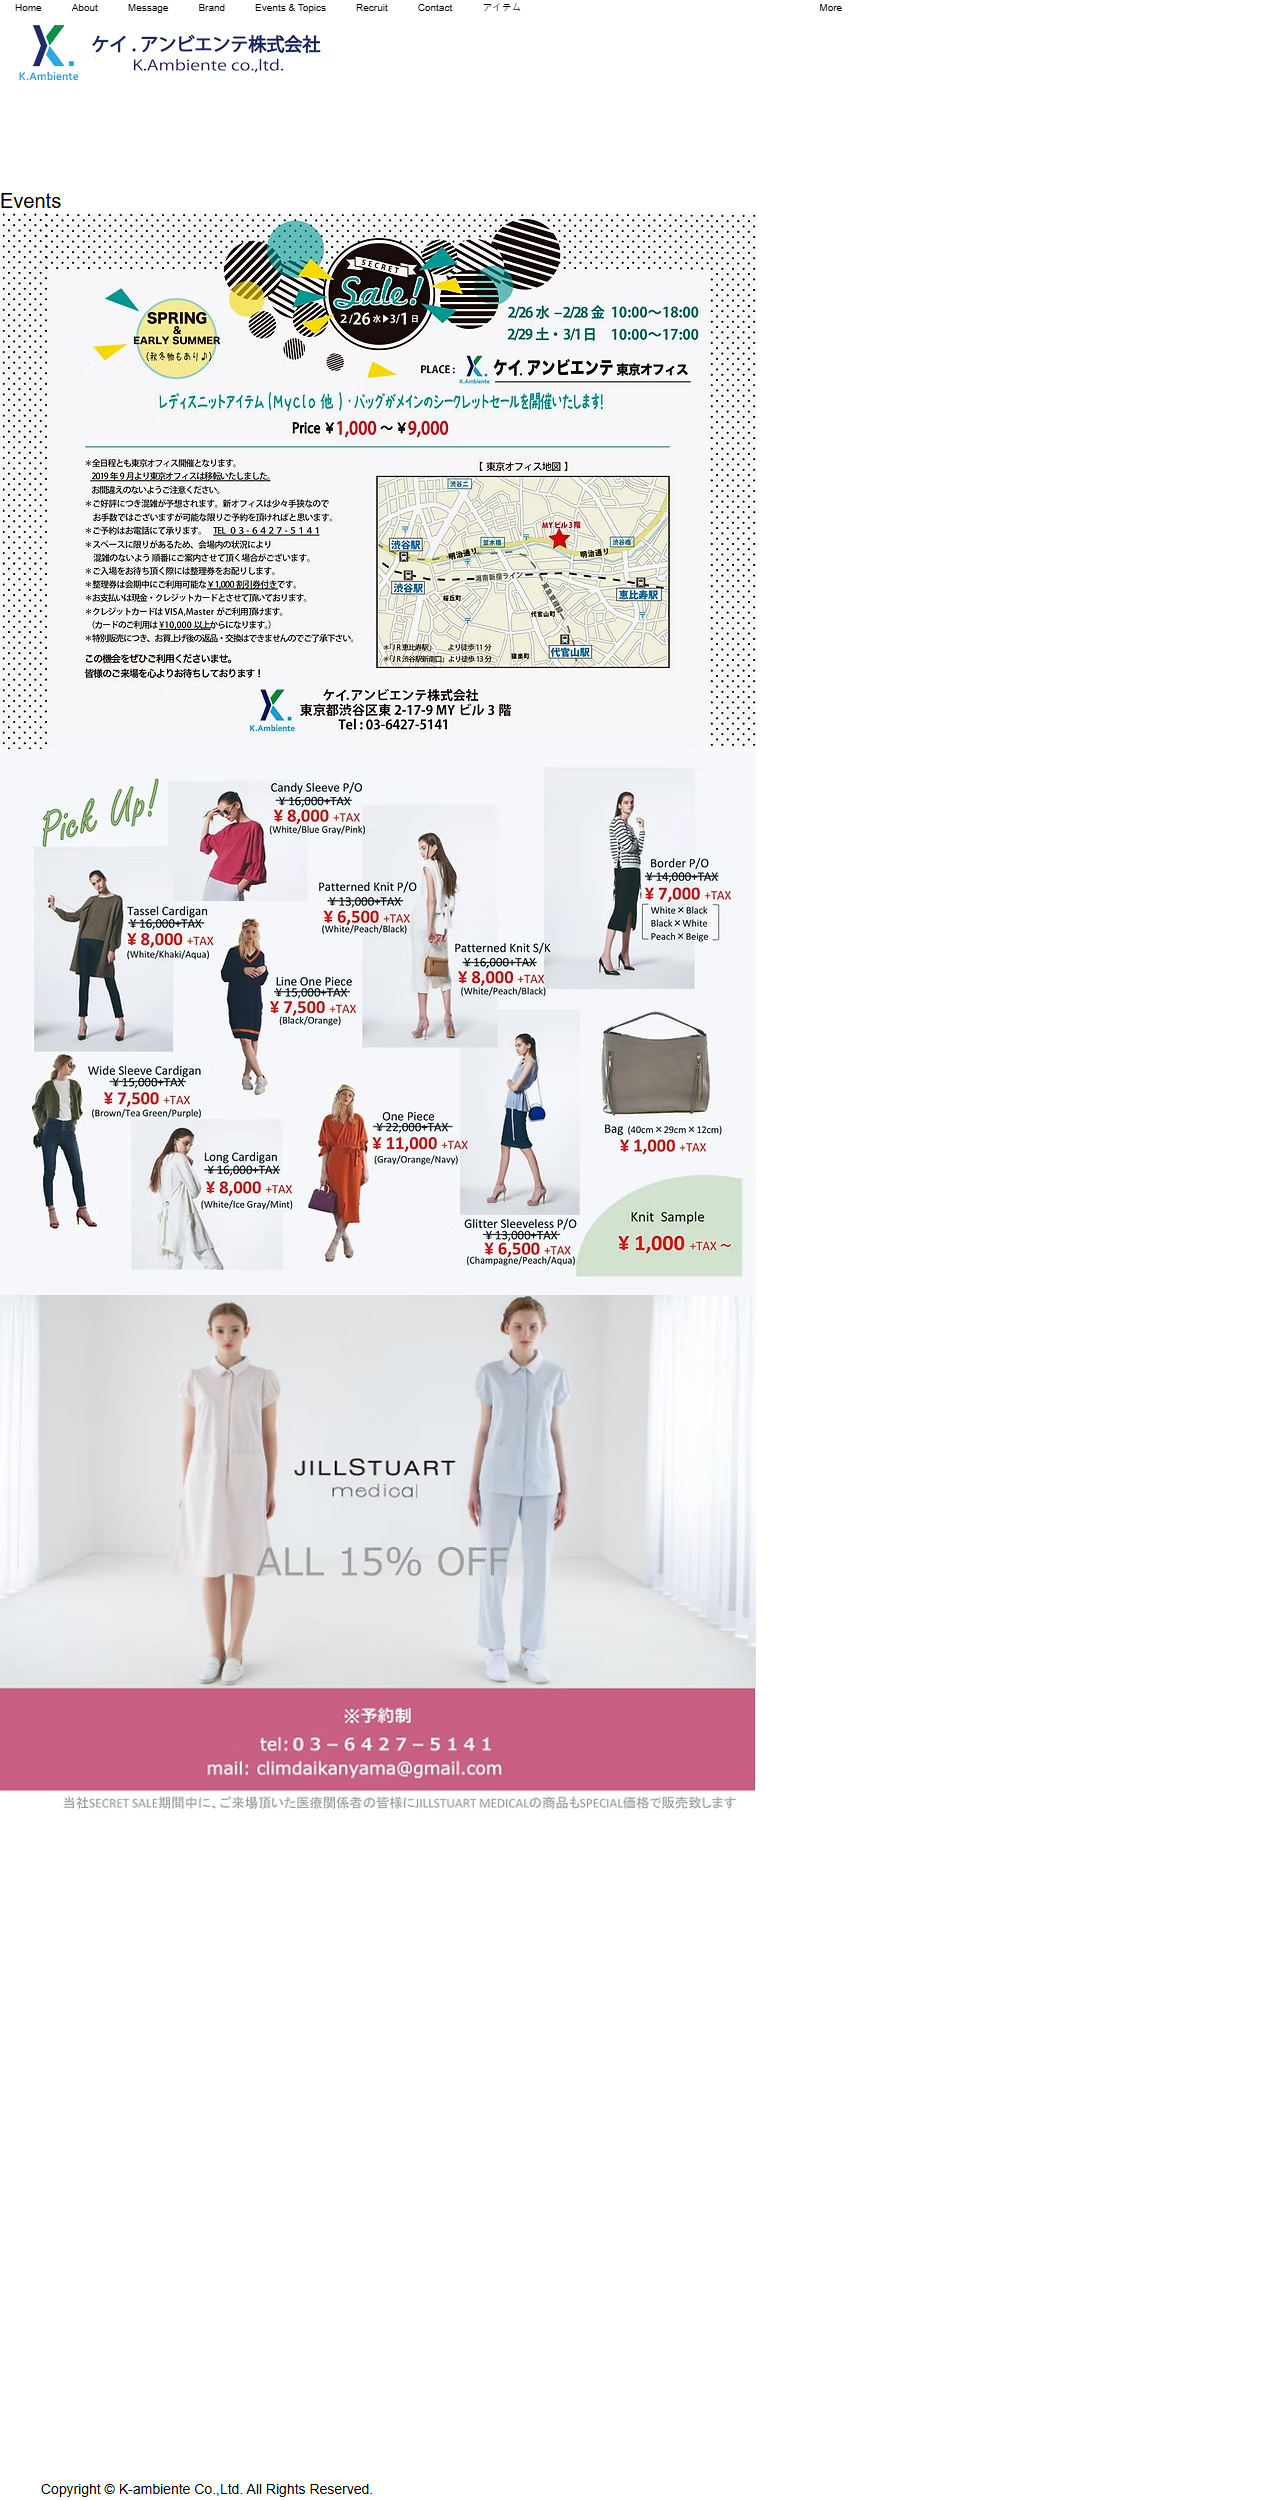 Home About Message Brand Events & Topics Recruit Contact アイテム More
K.Ambiente
ケイ.アンビエンテ株式会社
K.Ambiente co.,ltd.
Events
SECRET
Sale!
2/26水▶3/1日
SPRING
&
EARLY SUMMER
(秋冬物もあり♪)
2/26 水 –2/28 金 10:00〜18:00
2/29 土・3/1日 10:00〜17:00
PLACE : K.Ambiente ケイ.アンビエンテ 東京オフィス
レディスニットアイテム(Myclo 他)・バッグがメインのシークレットセールを開催いたします!
Price ¥1,000 〜 ¥9,000
*全日程とも東京オフィス開催となります。
2019年9月より東京オフィスは移転いたしました。
お間違えのないようご注意ください。
*ご好評につき混雑が予想されます。新オフィスは少々手狭なので
お手数ではございますが可能な限りご予約を頂ければと思います。
*ご予約はお電話にて承ります。 TEL 03-6427-5141
*スペースに限りがあるため、会場内の状況により
混雑のないよう順番にご案内させて頂く場合がございます。
*ご入場をお待ち頂く際には整理券をお配りします。
*整理券は会期中にご利用可能な¥1,000割引券付きです。
*お支払いは現金・クレジットカードとさせて頂いております。
*クレジットカードは VISA,Master がご利用頂けます。
(カードのご利用は¥10,000 以上からになります。)
*特別販売につき、お買上げ後の返品・交換はできませんのでご了承下さい。
この機会をぜひご利用くださいませ。
皆様のご来場を心よりお待ちしております！
【 東京オフィス地図 】
渋谷二
MYビル3階
渋谷駅
並木橋
渋谷橋
明治通り
明治通り
渋谷駅
湘南新宿ライン
恵比寿駅
桜丘町
東急東横線
代官山町
*「JR恵比寿駅」 より徒歩11分
*「JR渋谷駅新南口」より徒歩13分
猿楽町
代官山駅
K.Ambiente
ケイ.アンビエンテ株式会社
東京都渋谷区東 2-17-9 MY ビル 3 階
Tel : 03-6427-5141
Pick Up!
Candy Sleeve P/O
¥16,000+TAX
¥8,000 +TAX
(White/Blue Gray/Pink)
Border P/O
¥14,000+TAX
¥7,000 +TAX
White×Black
Black×White
Peach×Beige
Patterned Knit P/O
¥13,000+TAX
¥6,500 +TAX
(White/Peach/Black)
Tassel Cardigan
¥16,000+TAX
¥8,000 +TAX
(White/Khaki/Aqua)
Patterned Knit S/K
¥16,000+TAX
¥8,000 +TAX
(White/Peach/Black)
Line One Piece
¥15,000+TAX
¥7,500 +TAX
(Black/Orange)
Wide Sleeve Cardigan
¥15,000+TAX
¥7,500 +TAX
(Brown/Tea Green/Purple)
One Piece
¥22,000+TAX
¥11,000 +TAX
(Gray/Orange/Navy)
Bag (40cm×29cm×12cm)
¥1,000 +TAX
Long Cardigan
¥16,000+TAX
¥8,000 +TAX
(White/Ice Gray/Mint)
Glitter Sleeveless P/O
¥13,000+TAX
¥6,500 +TAX
(Champagne/Peach/Aqua)
Knit Sample
¥1,000 +TAX～
JILLSTUART
medical
ALL 15% OFF
※予約制
tel:０３－６４２７－５１４１
mail: climdaikanyama@gmail.com
当社SECRET SALE期間中に、ご来場頂いた医療関係者の皆様にJILLSTUART MEDICALの商品もSPECIAL価格で販売致します
Copyright © K-ambiente Co.,Ltd. All Rights Reserved.